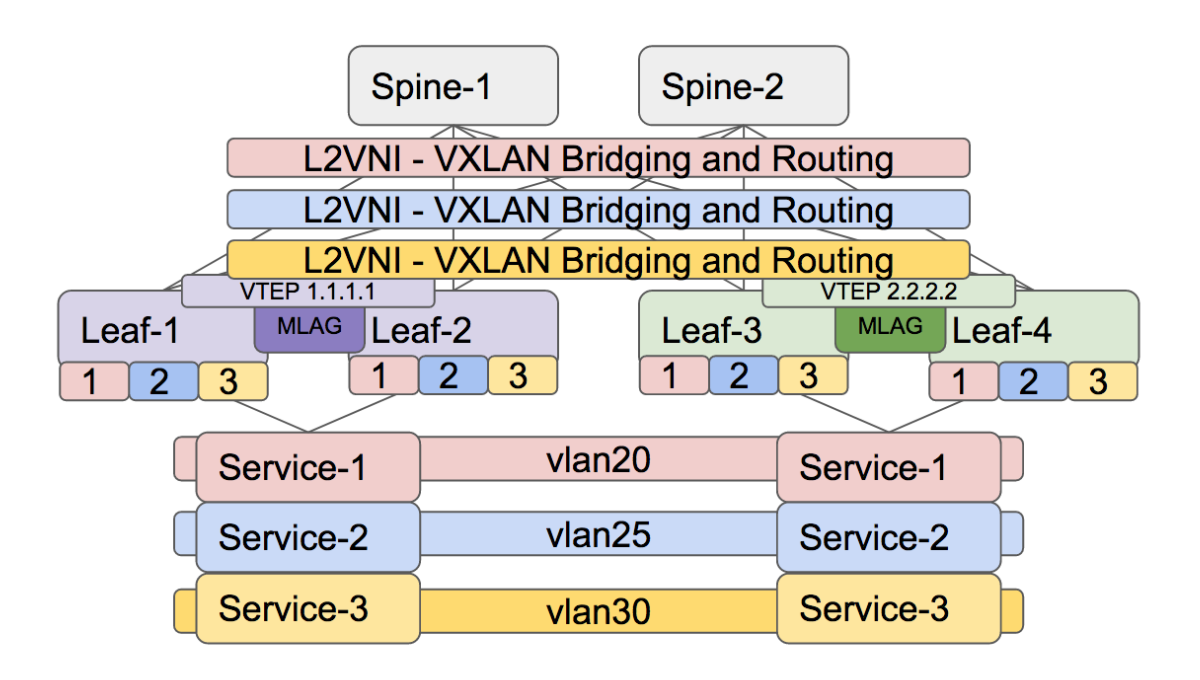 Spine-1
Spine-2
L2VNI - VXLAN Bridging and Routing
L2VNI - VXLAN Bridging and Routing
L2VNI - VXLAN Bridging and Routing
VTEP 1.1.1.1
VTEP 2.2.2.2
Leaf-1
MLAG
Leaf-2
Leaf-3
MLAG
Leaf-4
1 2 3
1 2 3
1 2 3
1 2 3
Service-1
vlan20
Service-1
Service-2
vlan25
Service-2
Service-3
vlan30
Service-3